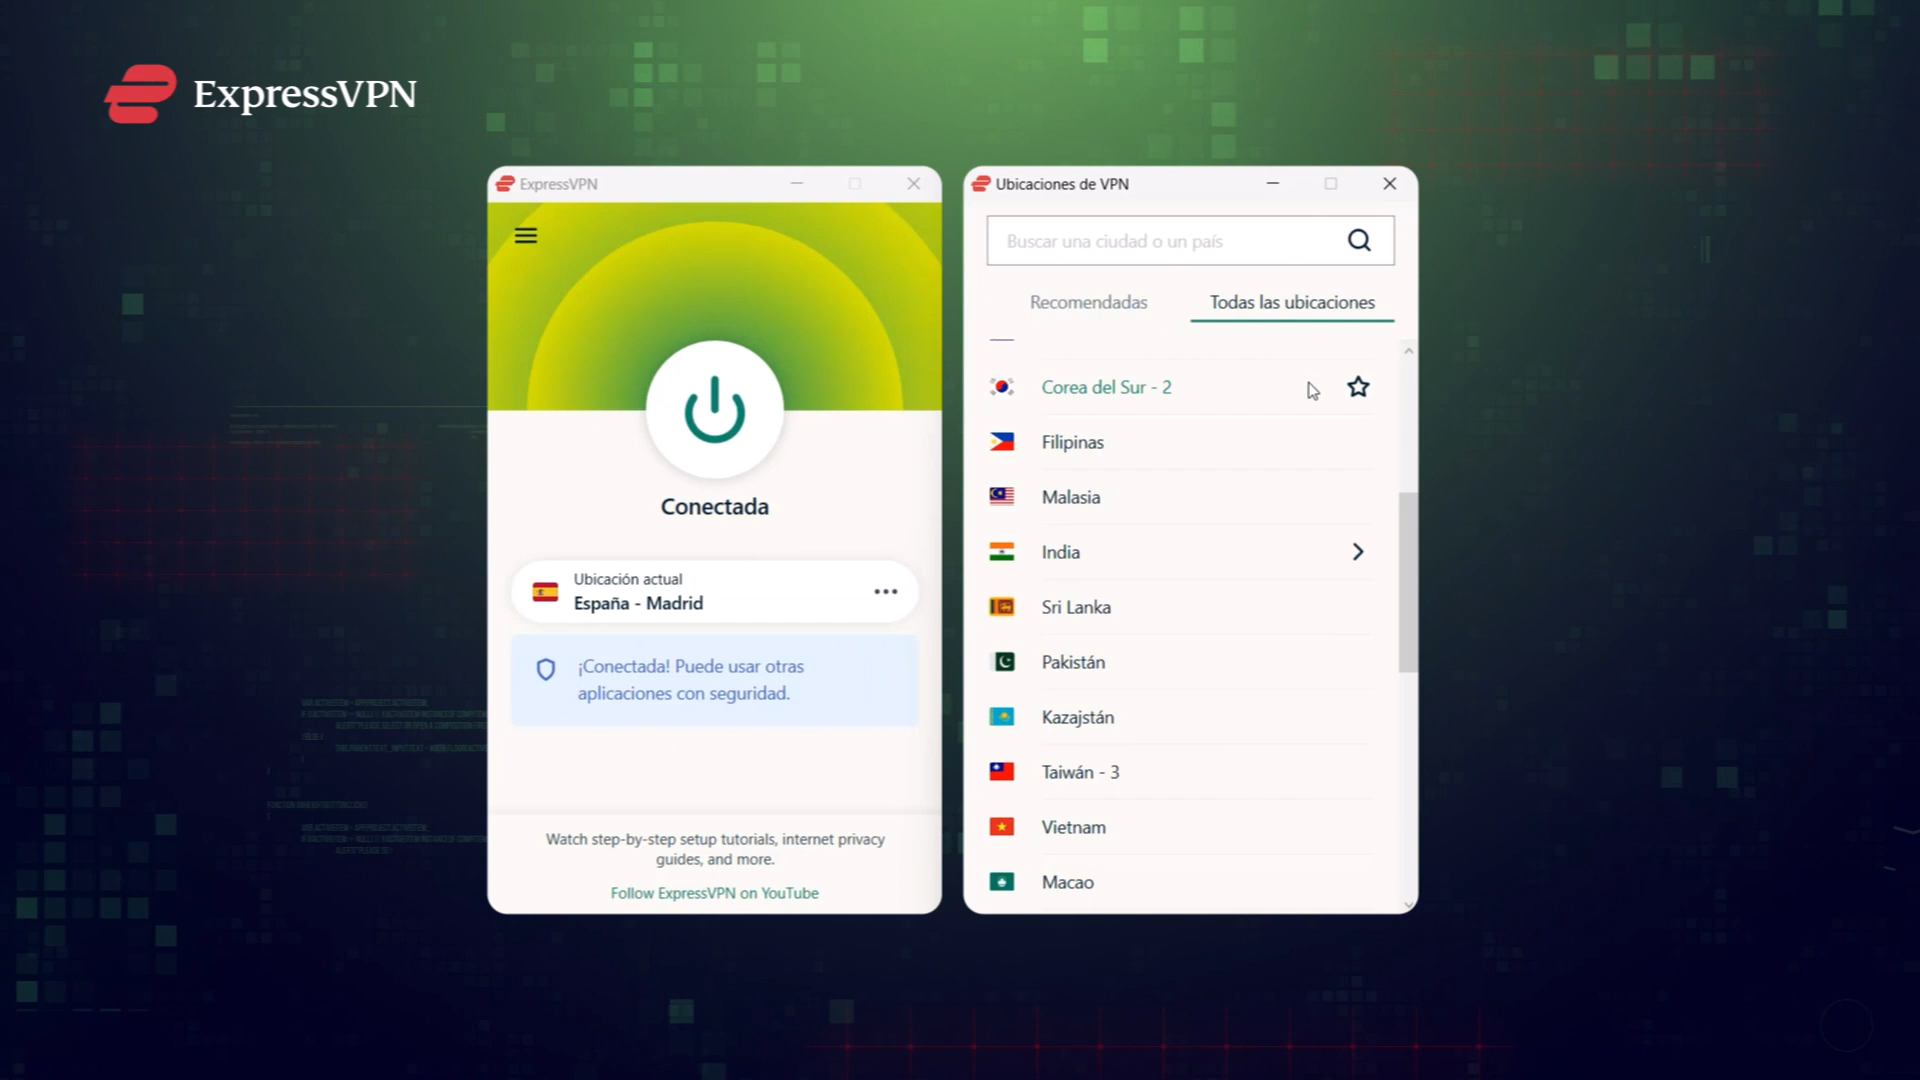 ExpressVPN
ExpressVPN
Conectada
Ubicación actual
España - Madrid
¡Conectada! Puede usar otras
aplicaciones con seguridad.
Watch step-by-step setup tutorials, internet privacy
guides, and more.
Follow ExpressVPN on YouTube
Ubicaciones de VPN
Buscar una ciudad o un país
Recomendadas
Todas las ubicaciones
Corea del Sur - 2
Filipinas
Malasia
India
Sri Lanka
Pakistán
Kazajstán
Taiwán - 3
Vietnam
Macao